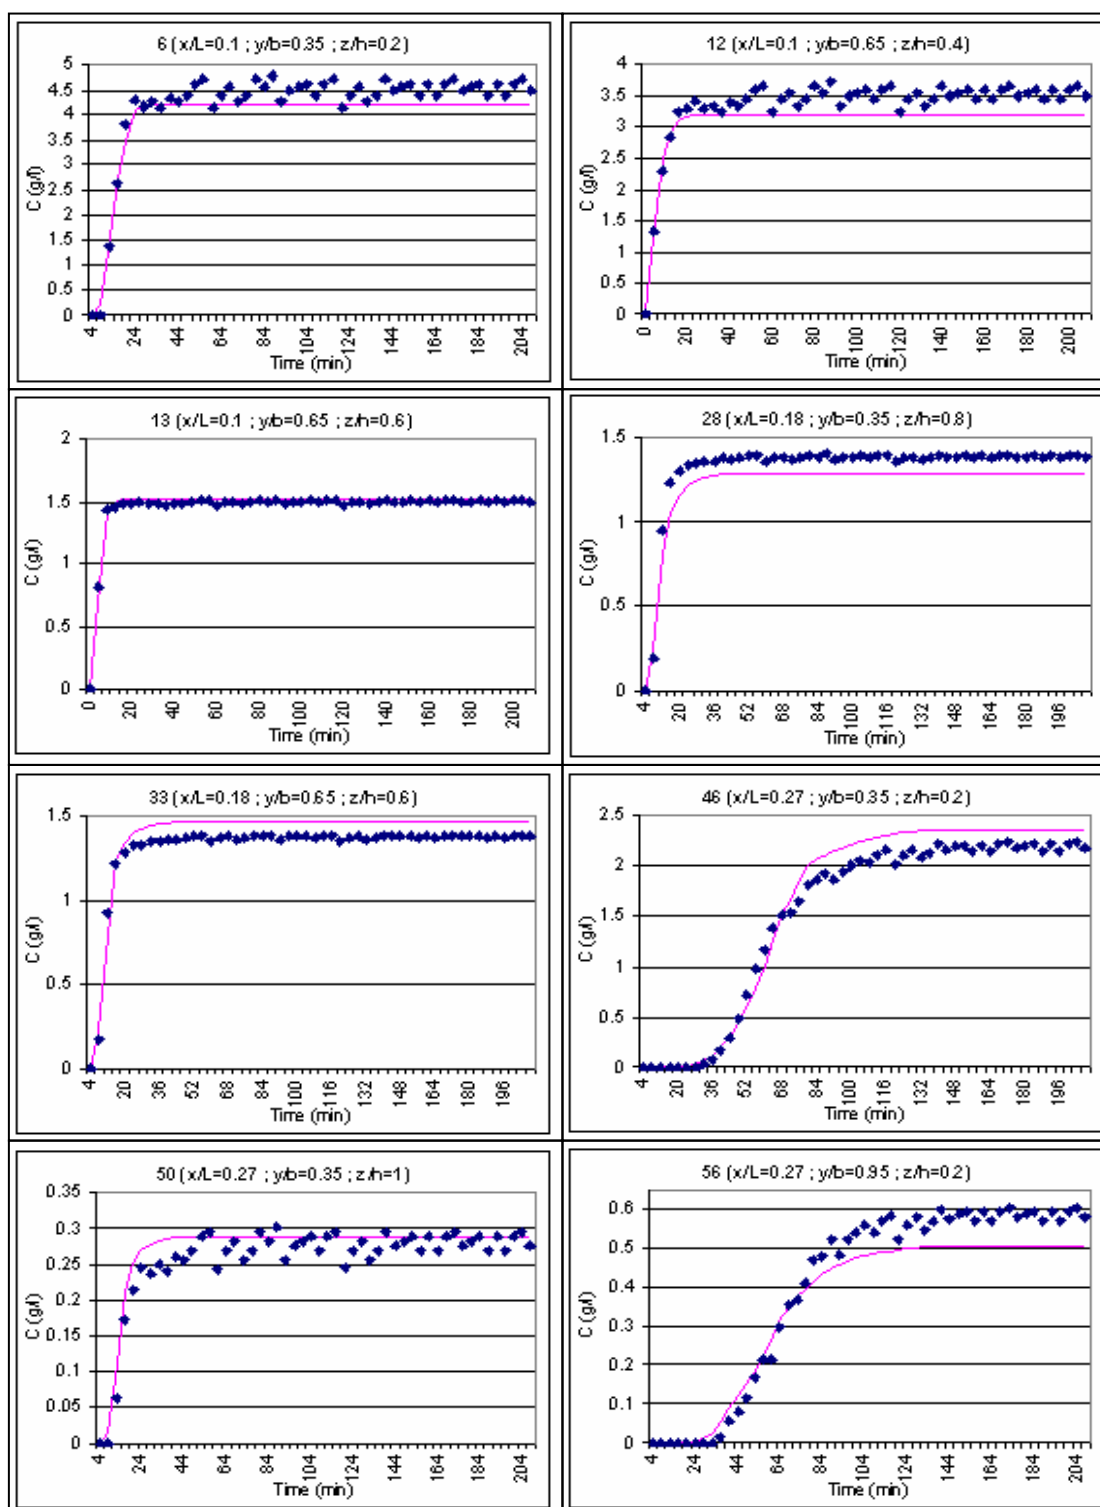 6 (x/L=0.1 ; y/b=0.35 ; z/h=0.2)
5
4.5
4
3.5
3
2.5
2
1.5
1
0.5
0
C (g/l)
4 24 44 64 84 104 124 144 164 184 204
Time (min)
12 (x/L=0.1 ; y/b=0.65 ; z/h=0.4)
4
3.5
3
2.5
2
1.5
1
0.5
0
C (g/l)
0 20 40 60 80 100 120 140 160 180 200
Time (min)
13 (x/L=0.1 ; y/b=0.65 ; z/h=0.6)
2
1.5
1
0.5
0
C (g/l)
0 20 40 60 80 100 120 140 160 180 200
Time (min)
28 (x/L=0.18 ; y/b=0.35 ; z/h=0.8)
1.5
1
0.5
0
C (g/l)
4 20 36 52 68 84 100 116 132 148 164 180 196
Time (min)
33 (x/L=0.18 ; y/b=0.65 ; z/h=0.6)
1.5
1
0.5
0
C (g/l)
4 20 36 52 68 84 100 116 132 148 164 180 196
Time (min)
46 (x/L=0.27 ; y/b=0.35 ; z/h=0.2)
2.5
2
1.5
1
0.5
0
C (g/l)
4 20 36 52 68 84 100 116 132 148 164 180 196
Time (min)
50 (x/L=0.27 ; y/b=0.35 ; z/h=1)
0.35
0.3
0.25
0.2
0.15
0.1
0.05
0
C (g/l)
4 24 44 64 84 104 124 144 164 184 204
Time (min)
56 (x/L=0.27 ; y/b=0.95 ; z/h=0.2)
0.6
0.5
0.4
0.3
0.2
0.1
0
C (g/l)
4 24 44 64 84 104 124 144 164 184 204
Time (min)